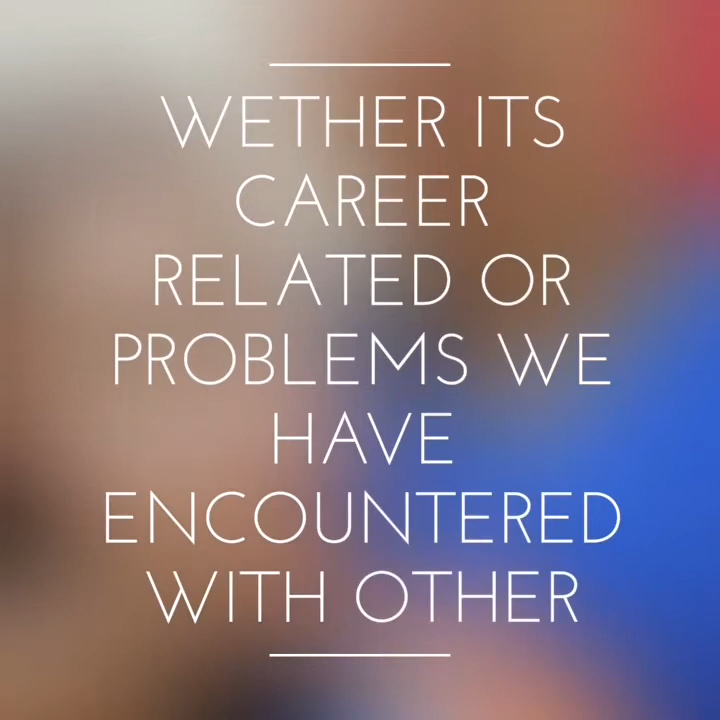 WETHER ITS
CAREER
RELATED OR
PROBLEMS WE
HAVE
ENCOUNTERED
WITH OTHER